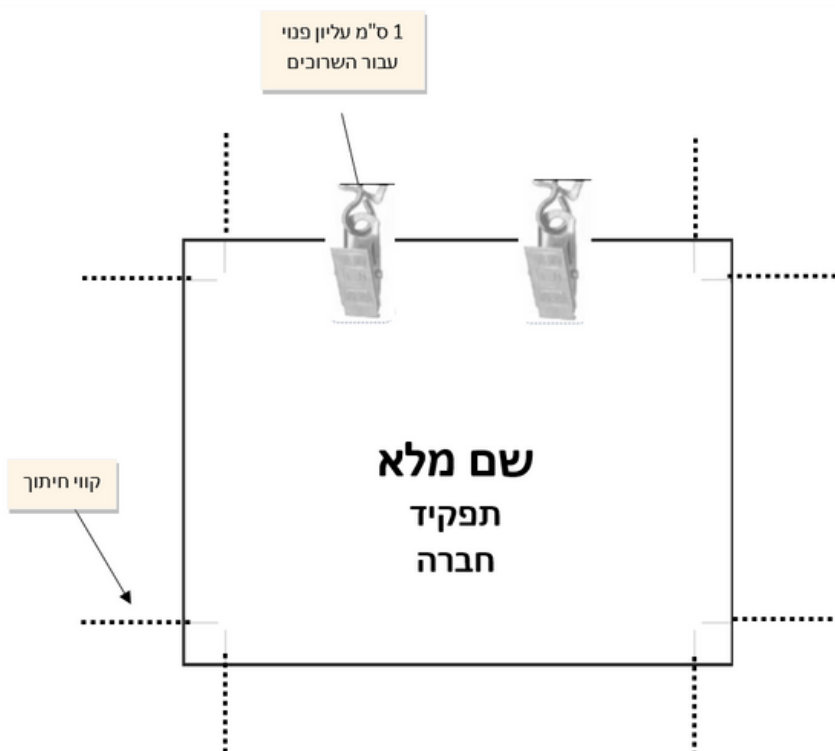 1 ס"מ עליון פנוי
עבור השרוכים
שם מלא
תפקיד
חברה
קווי חיתוך